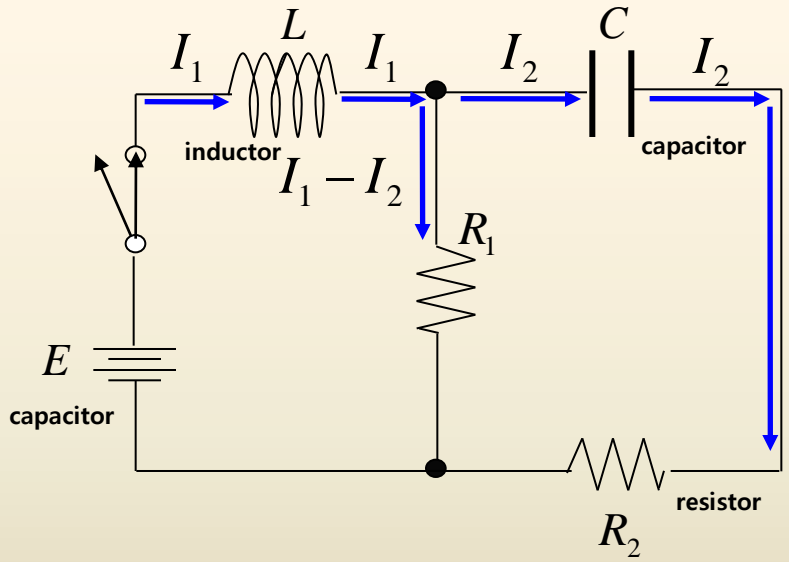 I₁ L I₁ I₂ C I₂
inductor capacitor
I₁ − I₂
R₁
E
capacitor
resistor
R₂